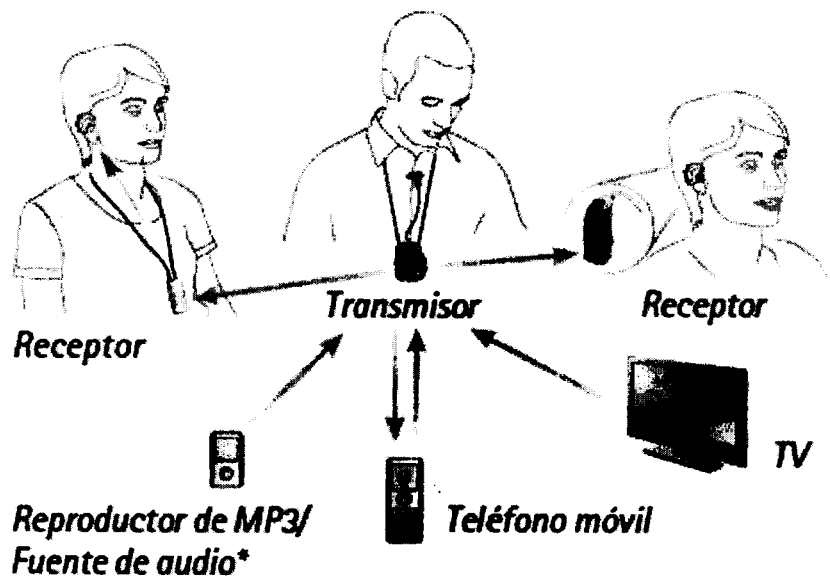 Transmisor
Receptor
Receptor
TV
Reproductor de MP3/
Fuente de audio*
Teléfono móvil